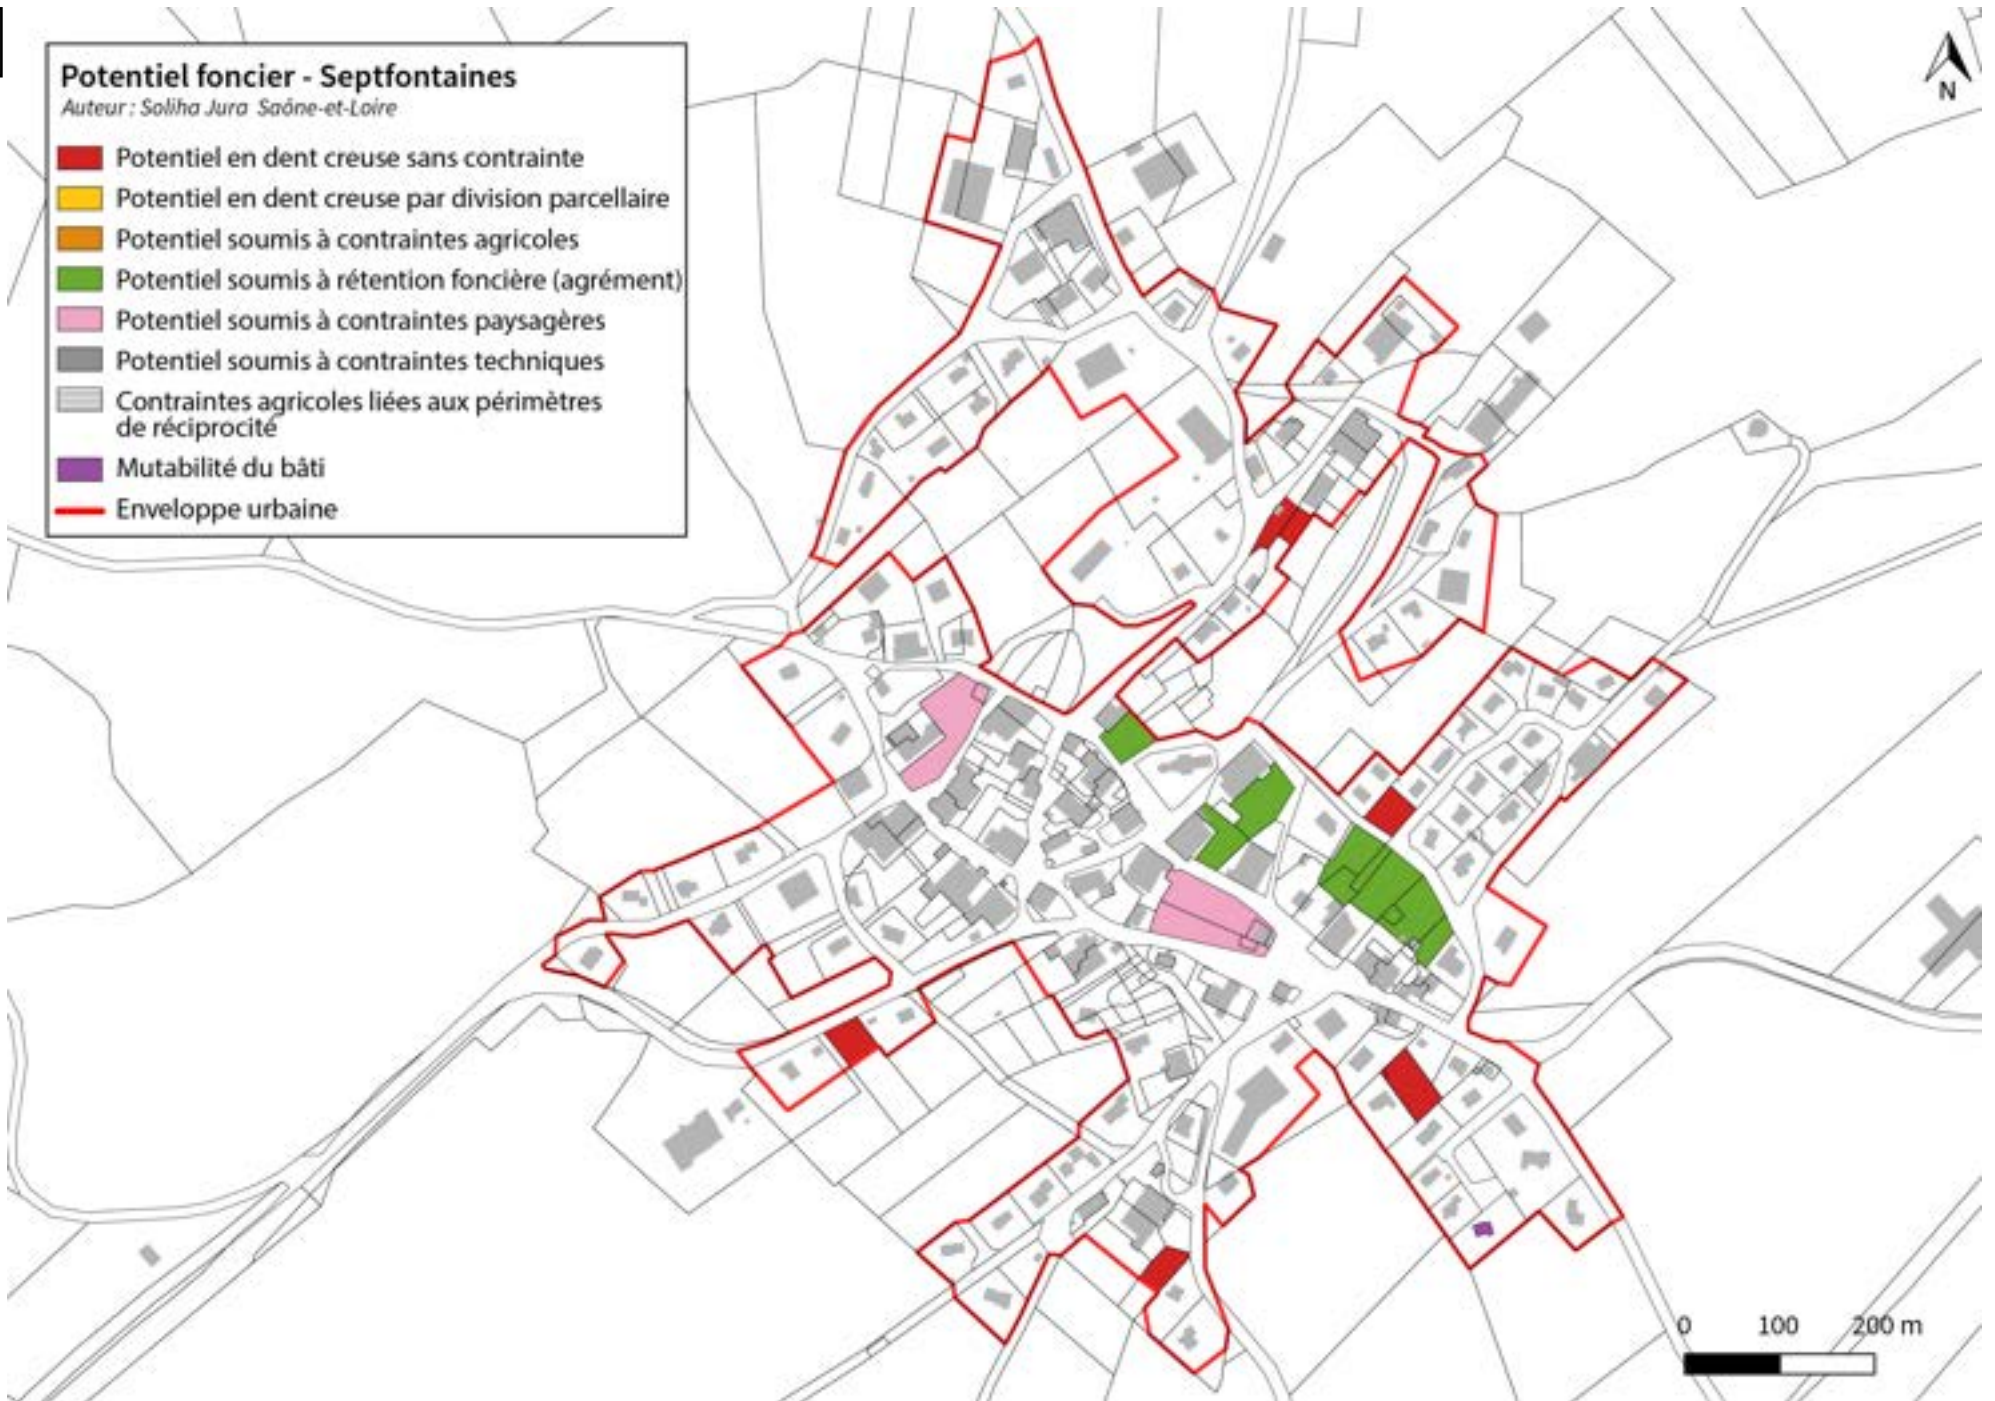 Potentiel foncier - Septfontaines
Auteur : Soliha Jura Saône-et-Loire
Potentiel en dent creuse sans contrainte
Potentiel en dent creuse par division parcellaire
Potentiel soumis à contraintes agricoles
Potentiel soumis à rétention foncière (agrément)
Potentiel soumis à contraintes paysagères
Potentiel soumis à contraintes techniques
Contraintes agricoles liées aux périmètres
de réciprocité
Mutabilité du bâti
Enveloppe urbaine
N
0 100 200 m